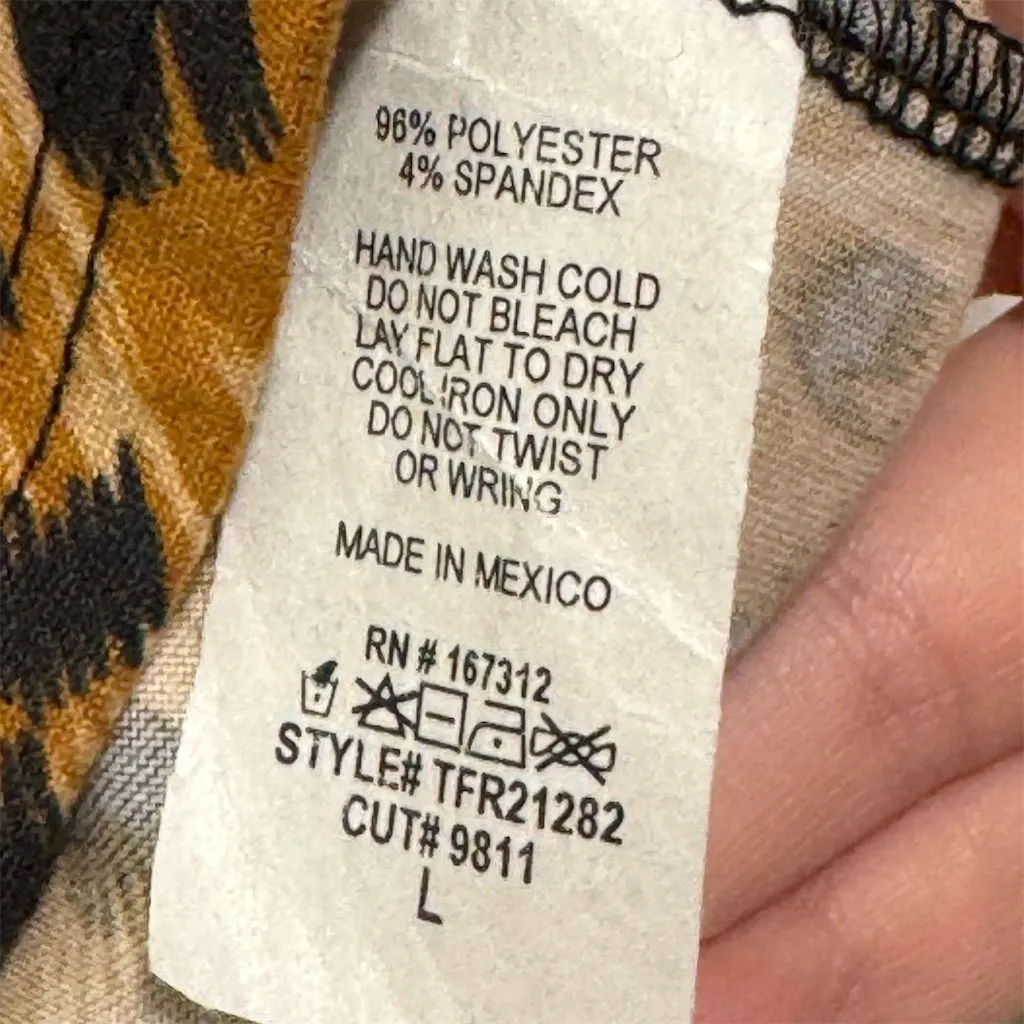 96% POLYESTER
4% SPANDEX
HAND WASH COLD
DO NOT BLEACH
LAY FLAT TO DRY
COOL IRON ONLY
DO NOT TWIST
OR WRING
MADE IN MEXICO
RN # 167312
STYLE# TFR21282
CUT# 9811
L